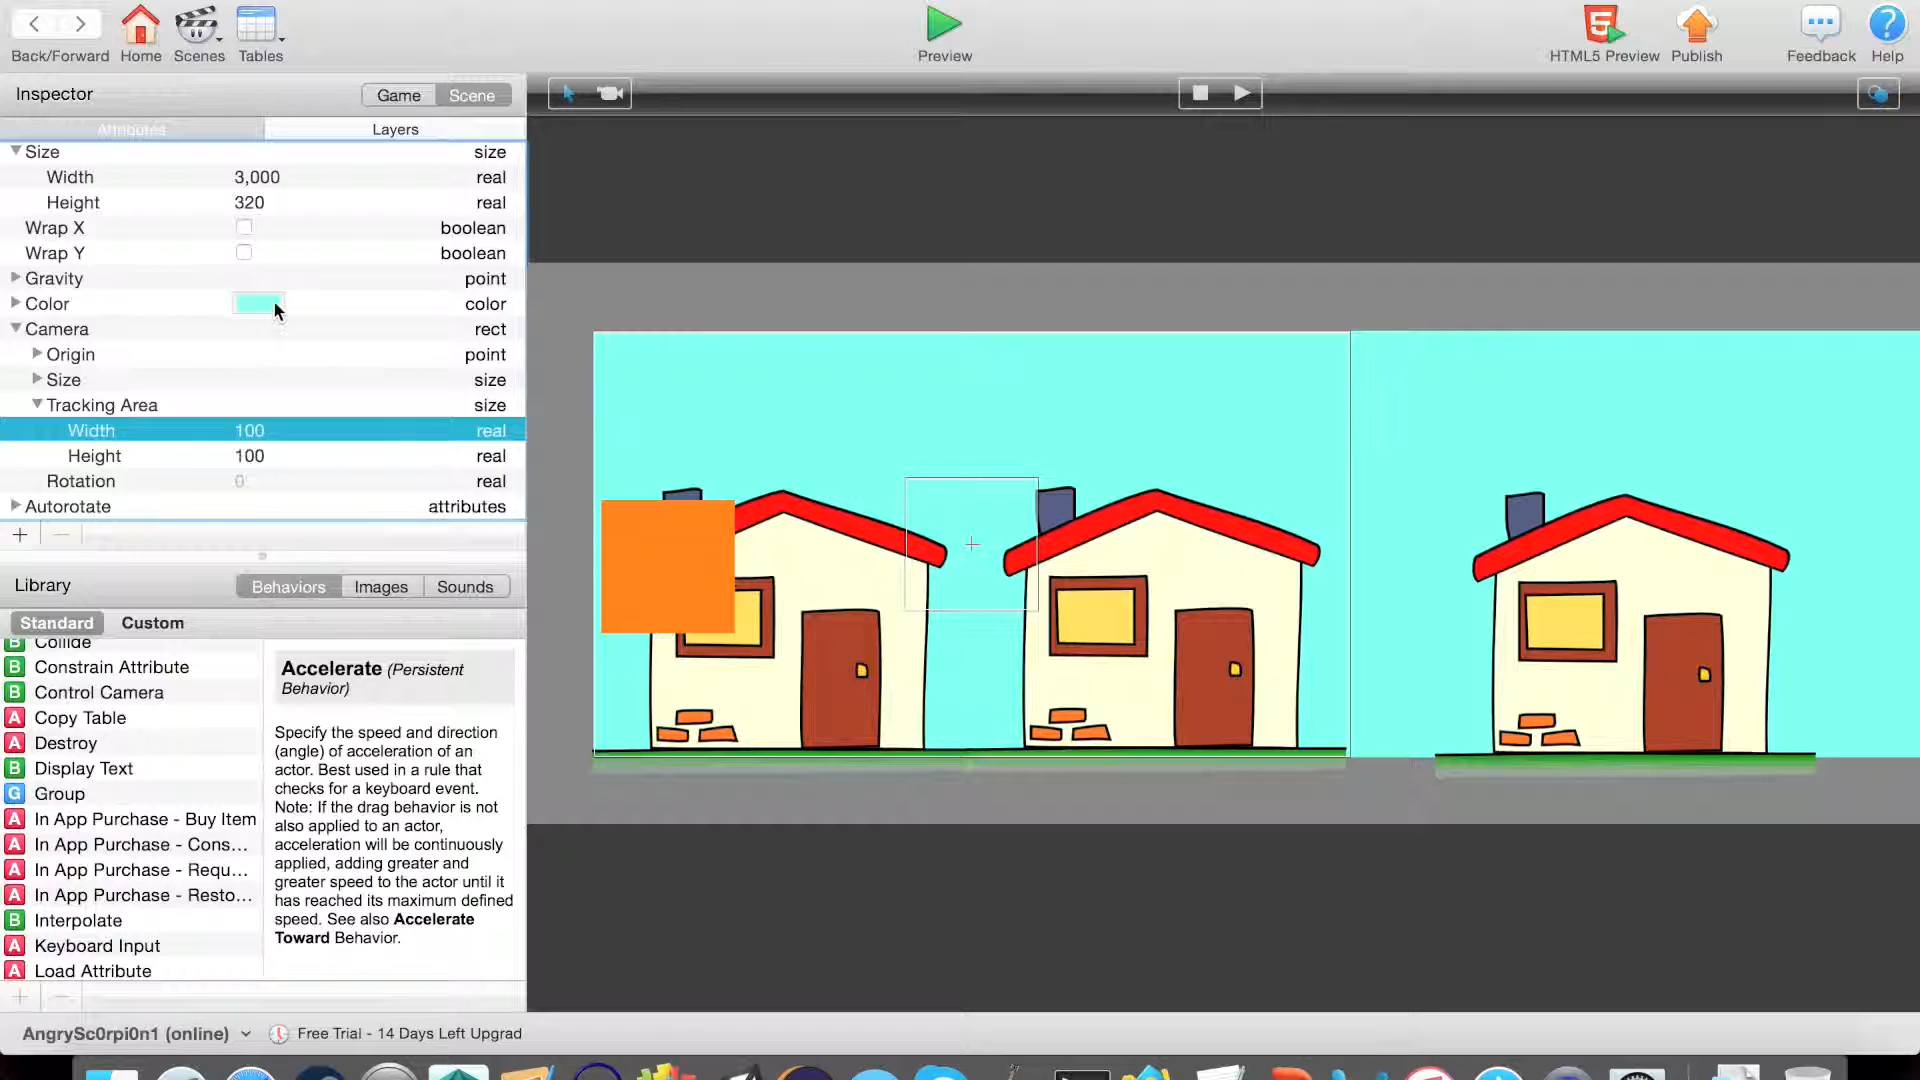 Back/Forward Home Scenes Tables Preview HTML5 Preview Publish Feedback Help
Inspector Game Scene
Attributes Layers
Size size
Width 3,000 real
Height 320 real
Wrap X boolean
Wrap Y boolean
Gravity point
Color color
Camera rect
Origin point
Size size
Tracking Area size
Width 100 real
Height 100 real
Rotation 0 real
Autorotate attributes
Library Behaviors Images Sounds
Standard Custom
Collide
Constrain Attribute
Control Camera
Copy Table
Destroy
Display Text
Group
In App Purchase - Buy Item
In App Purchase - Cons…
In App Purchase - Requ…
In App Purchase - Resto…
Interpolate
Keyboard Input
Load Attribute
Accelerate (Persistent
Behavior)
Specify the speed and direction
(angle) of acceleration of an
actor. Best used in a rule that
checks for a keyboard event.
Note: If the drag behavior is not
also applied to an actor,
acceleration will be continuously
applied, adding greater and
greater speed to the actor until it
has reached its maximum defined
speed. See also Accelerate
Toward Behavior.
AngrySc0rpi0n1 (online) Free Trial - 14 Days Left Upgrad